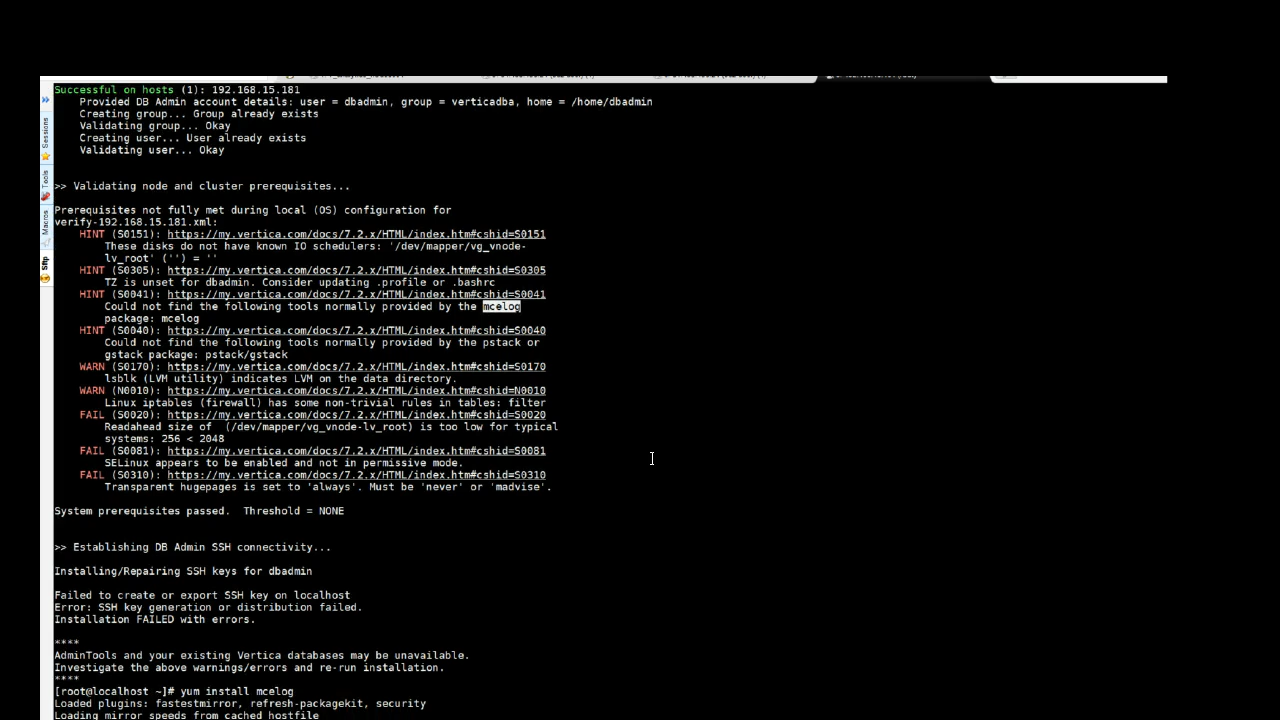 Successful on hosts (1): 192.168.15.181
Provided DB Admin account details: user = dbadmin, group = verticadba, home = /home/dbadmin
Creating group... Group already exists
Validating group... Okay
Creating user... User already exists
Validating user... Okay
>> Validating node and cluster prerequisites...
Prerequisites not fully met during local (OS) configuration for
verify-192.168.15.181.xml:
HINT (S0151): https://my.vertica.com/docs/7.2.x/HTML/index.htm#cshid=S0151
These disks do not have known IO schedulers: '/dev/mapper/vg_vnode-
lv_root' ('') = ''
HINT (S0305): https://my.vertica.com/docs/7.2.x/HTML/index.htm#cshid=S0305
TZ is unset for dbadmin. Consider updating .profile or .bashrc
HINT (S0041): https://my.vertica.com/docs/7.2.x/HTML/index.htm#cshid=S0041
Could not find the following tools normally provided by the mcelog
package: mcelog
HINT (S0040): https://my.vertica.com/docs/7.2.x/HTML/index.htm#cshid=S0040
Could not find the following tools normally provided by the pstack or
gstack package: pstack/gstack
WARN (S0170): https://my.vertica.com/docs/7.2.x/HTML/index.htm#cshid=S0170
lsblk (LVM utility) indicates LVM on the data directory.
WARN (N0010): https://my.vertica.com/docs/7.2.x/HTML/index.htm#cshid=N0010
Linux iptables (firewall) has some non-trivial rules in tables: filter
FAIL (S0020): https://my.vertica.com/docs/7.2.x/HTML/index.htm#cshid=S0020
Readahead size of  (/dev/mapper/vg_vnode-lv_root) is too low for typical
systems: 256 < 2048
FAIL (S0081): https://my.vertica.com/docs/7.2.x/HTML/index.htm#cshid=S0081
SELinux appears to be enabled and not in permissive mode.
FAIL (S0310): https://my.vertica.com/docs/7.2.x/HTML/index.htm#cshid=S0310
Transparent hugepages is set to 'always'. Must be 'never' or 'madvise'.
System prerequisites passed.  Threshold = NONE
>> Establishing DB Admin SSH connectivity...
Installing/Repairing SSH keys for dbadmin
Failed to create or export SSH key on localhost
Error: SSH key generation or distribution failed.
Installation FAILED with errors.
****
AdminTools and your existing Vertica databases may be unavailable.
Investigate the above warnings/errors and re-run installation.
****
[root@localhost ~]# yum install mcelog
Loaded plugins: fastestmirror, refresh-packagekit, security
Loading mirror speeds from cached hostfile
Sessions
Tools
Macros
Sftp